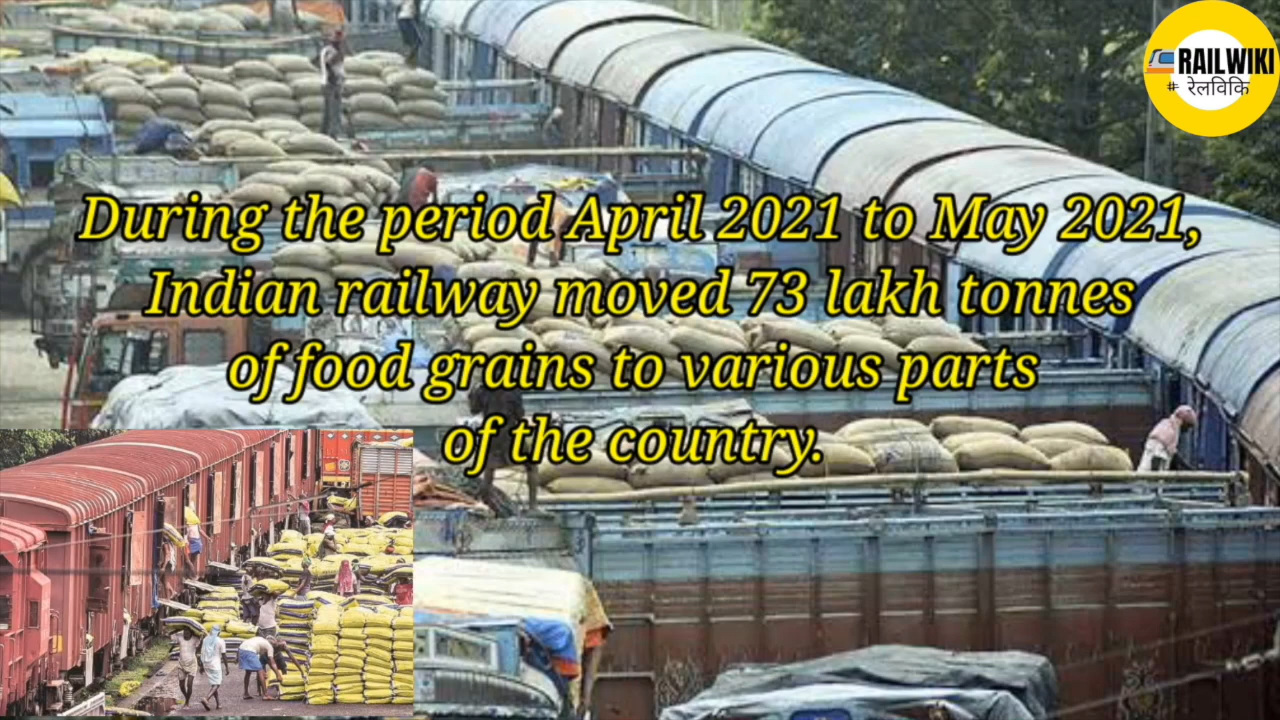 RAILWIKI
# रेलविकि
During the period April 2021 to May 2021,
Indian railway moved 73 lakh tonnes
of food grains to various parts
of the country.